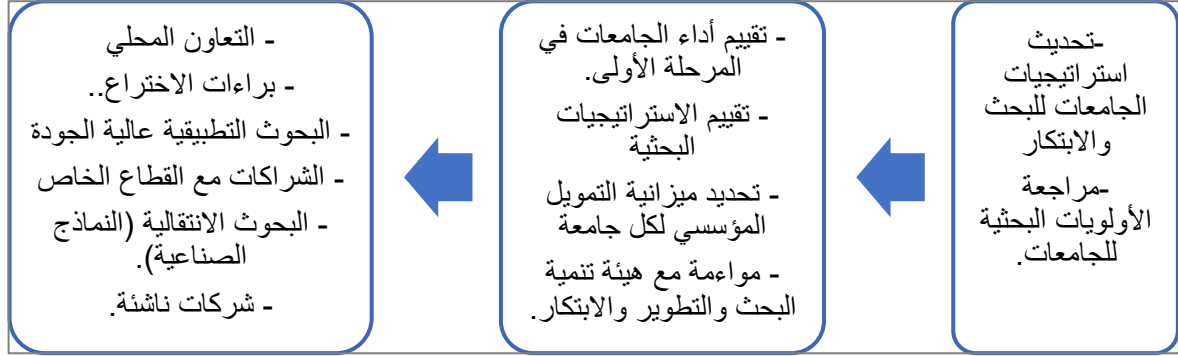 -تحديث
استراتيجيات
الجامعات للبحث
والابتكار
-مراجعة
الأولويات البحثية
للجامعات.
- تقييم أداء الجامعات في
المرحلة الأولى.
- تقييم الاستراتيجيات
البحثية
- تحديد ميزانية التمويل
المؤسسي لكل جامعة
- مواءمة مع هيئة تنمية
البحث والتطوير والابتكار.
- التعاون المحلي
- براءات الاختراع..
- البحوث التطبيقية عالية الجودة
- الشراكات مع القطاع الخاص
- البحوث الانتقالية (النماذج
الصناعية).
- شركات ناشئة.